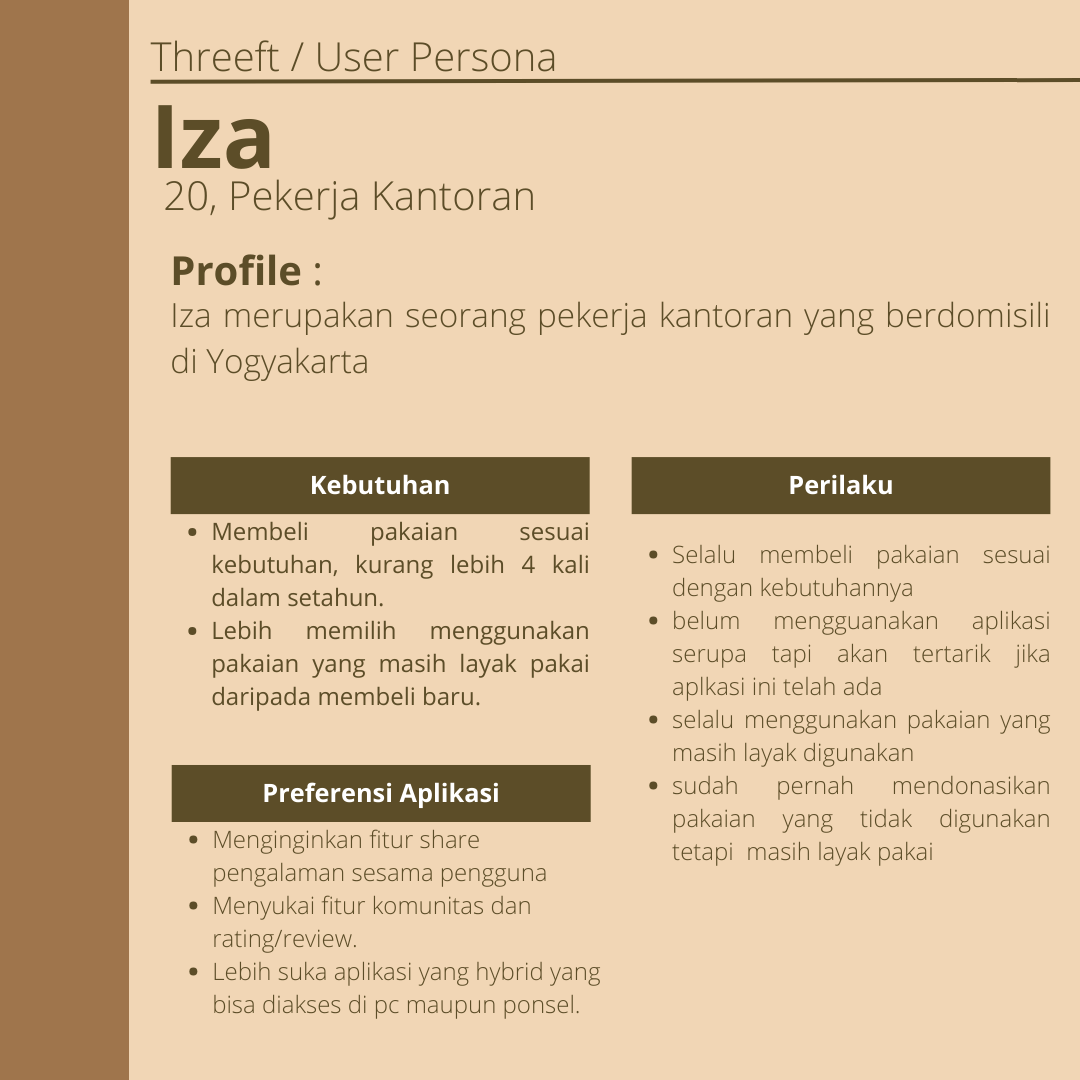 Threeft / User Persona
Iza
20, Pekerja Kantoran
Profile :
Iza merupakan seorang pekerja kantoran yang berdomisili
di Yogyakarta
Kebutuhan
• Membeli pakaian sesuai
kebutuhan, kurang lebih 4 kali
dalam setahun.
• Lebih memilih menggunakan
pakaian yang masih layak pakai
daripada membeli baru.
Preferensi Aplikasi
• Menginginkan fitur share
pengalaman sesama pengguna
• Menyukai fitur komunitas dan
rating/review.
• Lebih suka aplikasi yang hybrid yang
bisa diakses di pc maupun ponsel.
Perilaku
• Selalu membeli pakaian sesuai
dengan kebutuhannya
• belum mengguanakan aplikasi
serupa tapi akan tertarik jika
aplkasi ini telah ada
• selalu menggunakan pakaian yang
masih layak digunakan
• sudah pernah mendonasikan
pakaian yang tidak digunakan
tetapi masih layak pakai